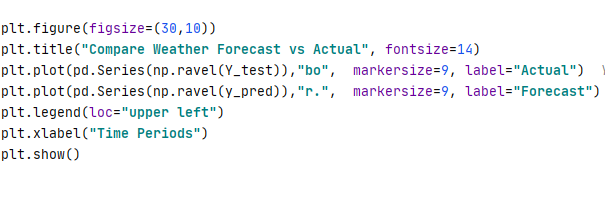 plt.figure(figsize=(30,10))
plt.title("Compare Weather Forecast vs Actual", fontsize=14)
plt.plot(pd.Series(np.ravel(Y_test)),"bo",  markersize=9, label="Actual")
plt.plot(pd.Series(np.ravel(y_pred)),"r.",  markersize=9, label="Forecast")
plt.legend(loc="upper left")
plt.xlabel("Time Periods")
plt.show()